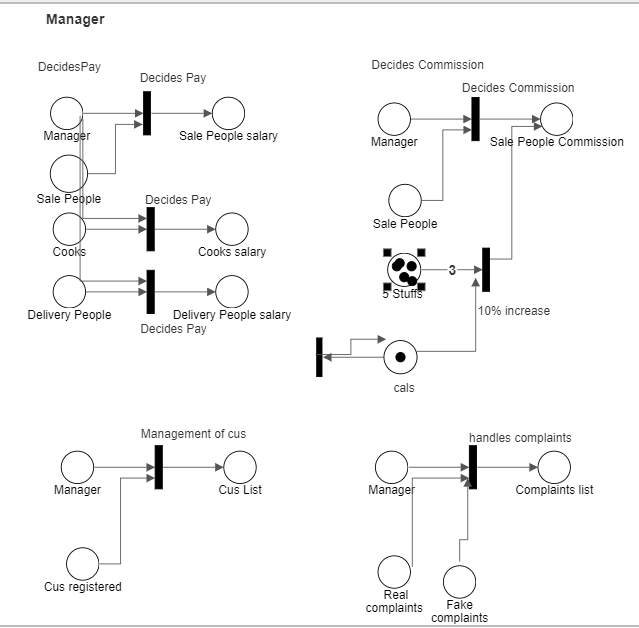 Manager
DecidesPay
Decides Pay
Manager
Sale People salary
Sale People
Decides Pay
Cooks
Cooks salary
Delivery People
Delivery People salary
Decides Pay
Decides Commission
Decides Commission
Manager
Sale People Commission
Sale People
3
5 Stuffs
10% increase
cals
Management of cus
Manager
Cus List
Cus registered
handles complaints
Manager
Complaints list
Real
complaints
Fake
complaints